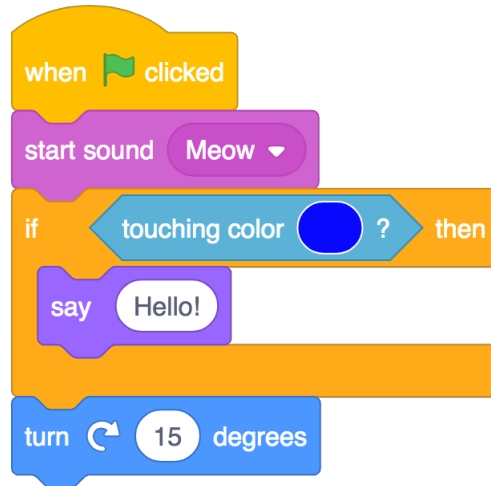 when clicked
start sound Meow
if touching color ? then
say Hello!
turn 15 degrees